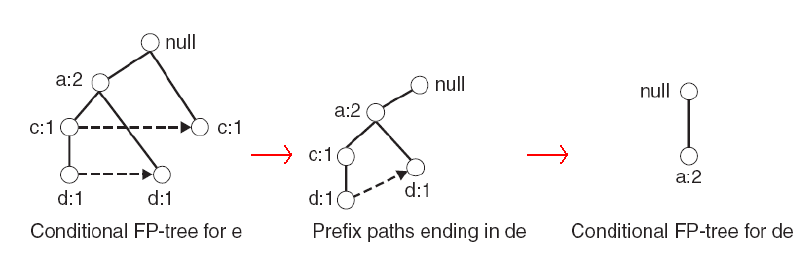 null
a:2
c:1
c:1
d:1
d:1
Conditional FP-tree for e
null
a:2
c:1
d:1
d:1
Prefix paths ending in de
null
a:2
Conditional FP-tree for de